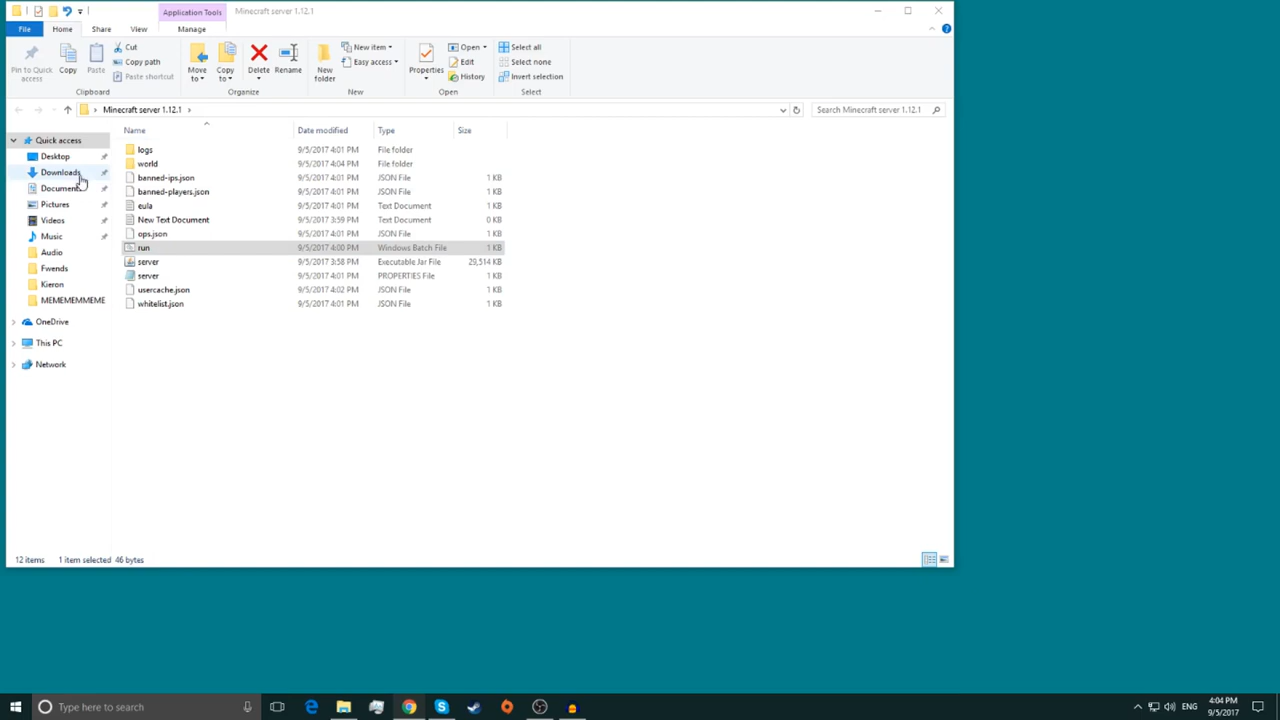 Application Tools Minecraft server 1.12.1
File Home Share View Manage
Pin to Quick access
Copy
Paste
Cut
Copy path
Paste shortcut
Clipboard
Move to
Copy to
Delete
Rename
Organize
New folder
New item
Easy access
New
Properties
Open
Edit
History
Open
Select all
Select none
Invert selection
Select
Minecraft server 1.12.1
Search Minecraft server 1.12.1
Quick access
Desktop
Downloads
Documents
Pictures
Videos
Music
Audio
Fwends
Kieron
MEMEMEMMEME
OneDrive
This PC
Network
Name Date modified Type Size
logs 9/5/2017 4:01 PM File folder
world 9/5/2017 4:04 PM File folder
banned-ips.json 9/5/2017 4:01 PM JSON File 1 KB
banned-players.json 9/5/2017 4:01 PM JSON File 1 KB
eula 9/5/2017 4:01 PM Text Document 1 KB
New Text Document 9/5/2017 3:59 PM Text Document 0 KB
ops.json 9/5/2017 4:01 PM JSON File 1 KB
run 9/5/2017 4:00 PM Windows Batch File 1 KB
server 9/5/2017 3:58 PM Executable Jar File 29,514 KB
server 9/5/2017 4:01 PM PROPERTIES File 1 KB
usercache.json 9/5/2017 4:02 PM JSON File 1 KB
whitelist.json 9/5/2017 4:01 PM JSON File 1 KB
12 items 1 item selected 46 bytes
Type here to search
ENG
4:04 PM
9/5/2017